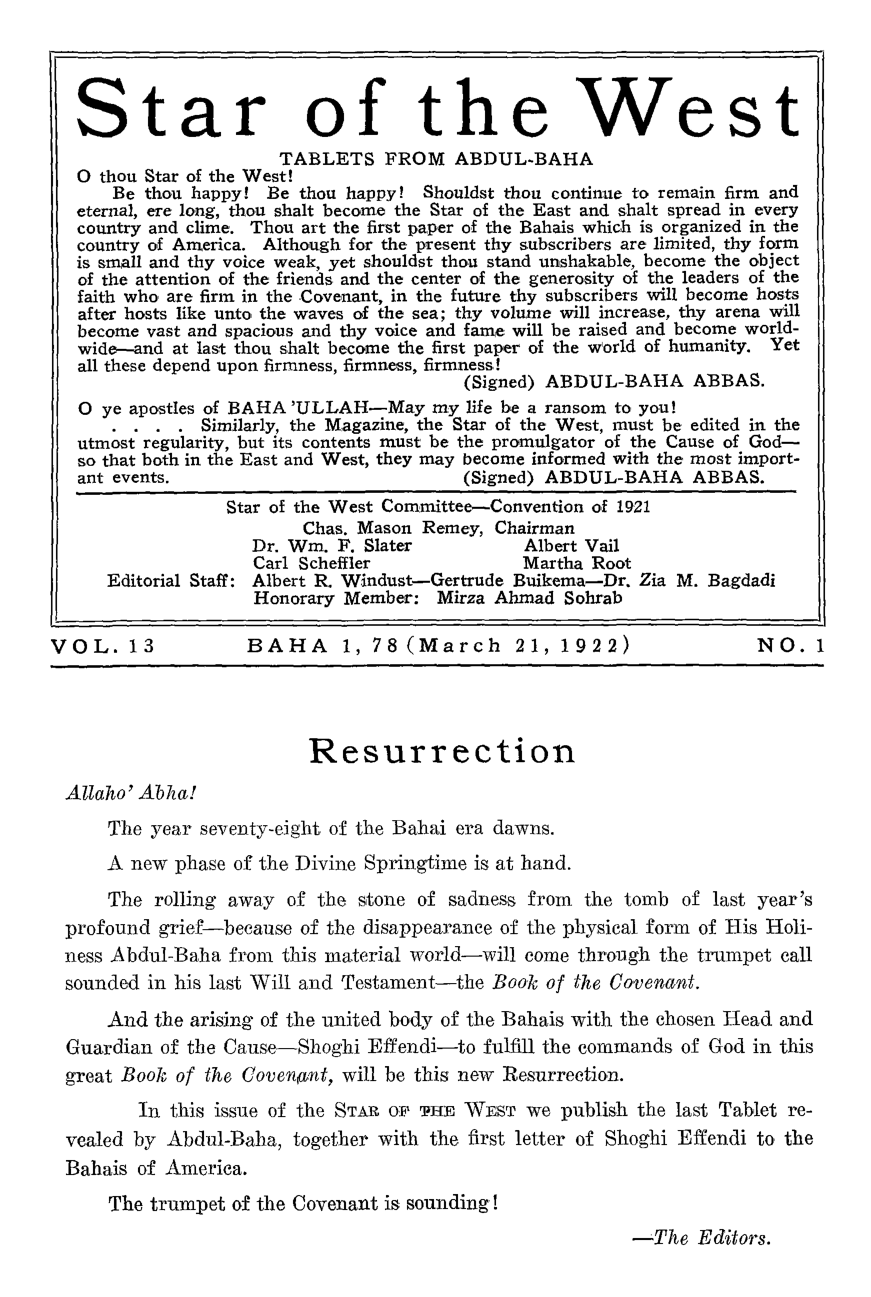 Star of the West
TABLETS FROM ABDUL-BAHA
O thou Star of the West!
Be thou happy! Be thou happy! Shouldst thou continue to remain firm and
eternal, ere long, thou shalt become the Star of the East and shalt spread in every
country and clime. Thou art the first paper of the Bahais which is organized in the
country of America. Although for the present thy subscribers are limited, thy form
is small and thy voice weak, yet shouldst thou stand unshakable, become the object
of the attention of the friends and the center of the generosity of the leaders of the
faith who are firm in the Covenant, in the future thy subscribers will become hosts
after hosts like unto the waves of the sea; thy volume will increase, thy arena will
become vast and spacious and thy voice and fame will be raised and become world-
wide—and at last thou shalt become the first paper of the world of humanity. Yet
all these depend upon firmness, firmness, firmness!
(Signed) ABDUL-BAHA ABBAS.
O ye apostles of BAHA 'ULLAH—May my life be a ransom to you!
. . . . Similarly, the Magazine, the Star of the West, must be edited in the
utmost regularity, but its contents must be the promulgator of the Cause of God—
so that both in the East and West, they may become informed with the most import-
ant events. (Signed) ABDUL-BAHA ABBAS.
Star of the West Committee—Convention of 1921
Chas. Mason Remey, Chairman
Dr. Wm. F. Slater Albert Vail
Carl Scheffler Martha Root
Editorial Staff: Albert R. Windust—Gertrude Buikema—Dr. Zia M. Bagdadi
Honorary Member: Mirza Ahmad Sohrab
VOL. 13 BAHA 1, 78 (March 21, 1922) NO. 1
Resurrection
Allaho' Abha!
The year seventy-eight of the Bahai era dawns.
A new phase of the Divine Springtime is at hand.
The rolling away of the stone of sadness from the tomb of last year's
profound grief—because of the disappearance of the physical form of His Holi-
ness Abdul-Baha from this material world—will come through the trumpet call
sounded in his last Will and Testament—the Book of the Covenant.
And the arising of the united body of the Bahais with the chosen Head and
Guardian of the Cause—Shoghi Effendi—to fulfill the commands of God in this
great Book of the Covenant, will be this new Resurrection.
In this issue of the STAR OF THE WEST we publish the last Tablet re-
vealed by Abdul-Baha, together with the first letter of Shoghi Effendi to the
Bahais of America.
The trumpet of the Covenant is sounding!
—The Editors.